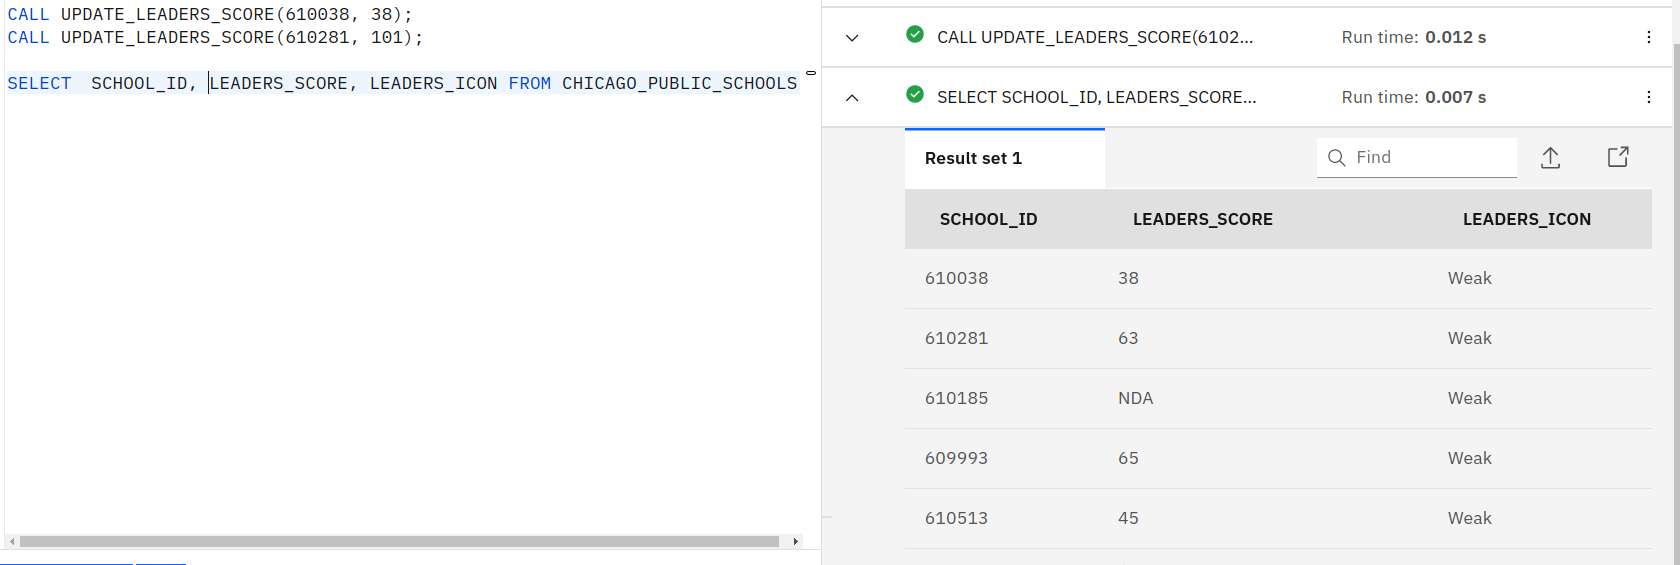 CALL UPDATE_LEADERS_SCORE(610038, 38);
CALL UPDATE_LEADERS_SCORE(610281, 101);
SELECT  SCHOOL_ID, LEADERS_SCORE, LEADERS_ICON FROM CHICAGO_PUBLIC_SCHOOLS
CALL UPDATE_LEADERS_SCORE(6102... Run time: 0.012 s
SELECT SCHOOL_ID, LEADERS_SCORE... Run time: 0.007 s
Result set 1 Find
SCHOOL_ID LEADERS_SCORE LEADERS_ICON
610038 38 Weak
610281 63 Weak
610185 NDA Weak
609993 65 Weak
610513 45 Weak